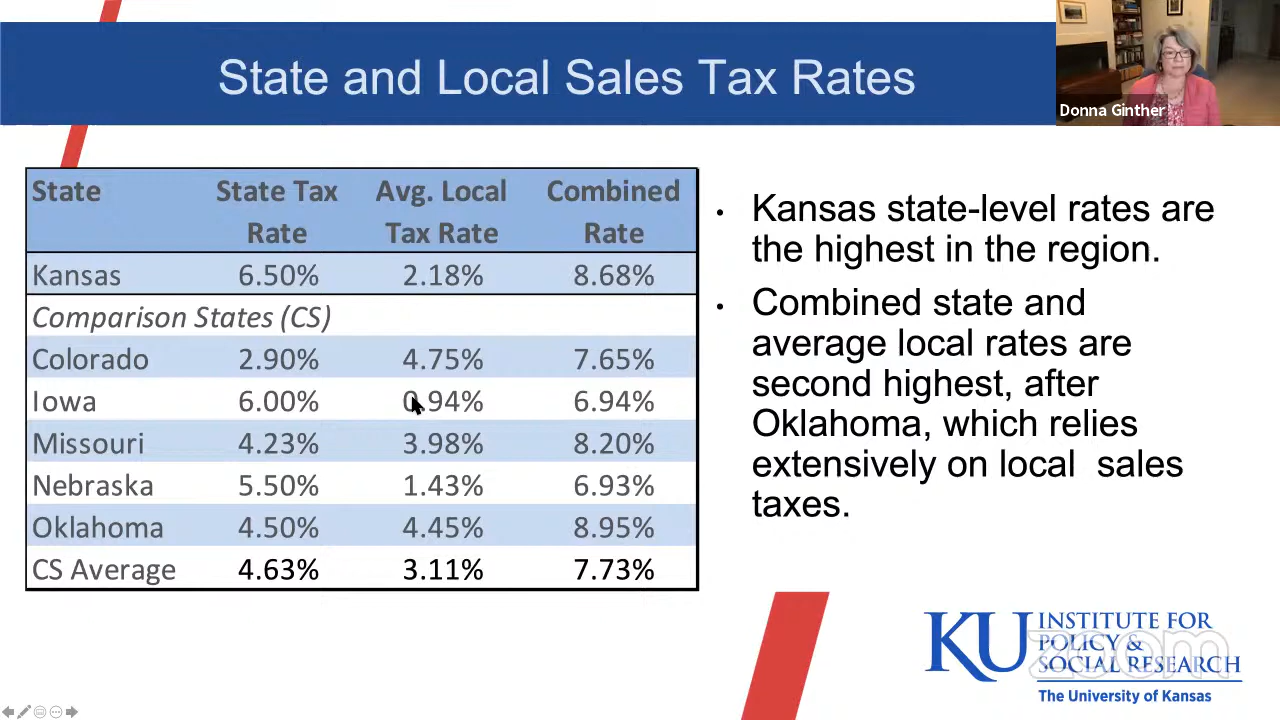 State and Local Sales Tax Rates
Donna Ginther
State State Tax Rate Avg. Local Tax Rate Combined Rate
Kansas 6.50% 2.18% 8.68%
Comparison States (CS)
Colorado 2.90% 4.75% 7.65%
Iowa 6.00% 0.94% 6.94%
Missouri 4.23% 3.98% 8.20%
Nebraska 5.50% 1.43% 6.93%
Oklahoma 4.50% 4.45% 8.95%
CS Average 4.63% 3.11% 7.73%
• Kansas state-level rates are
the highest in the region.
• Combined state and
average local rates are
second highest, after
Oklahoma, which relies
extensively on local sales
taxes.
KU INSTITUTE FOR
POLICY &
SOCIAL RESEARCH
The University of Kansas
zoom